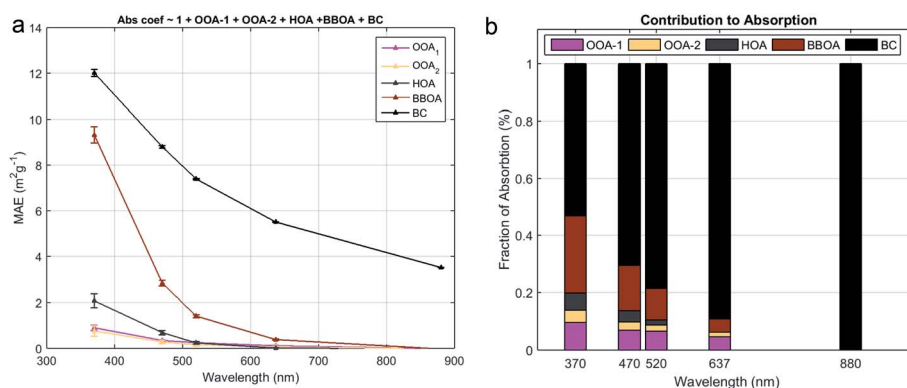 a
Abs coef ~ 1 + OOA-1 + OOA-2 + HOA +BBOA + BC
14
12
10
8
6
4
2
0
MAE (m²g-1)
OOA₁
OOA₂
HOA
BBOA
BC
300 400 500 600 700 800 900
Wavelength (nm)
b
Contribution to Absorption
OOA-1 OOA-2 HOA BBOA BC
1
0.8
0.6
0.4
0.2
0
Fraction of Absorbtion (%)
370 470 520 637 880
Wavelength (nm)